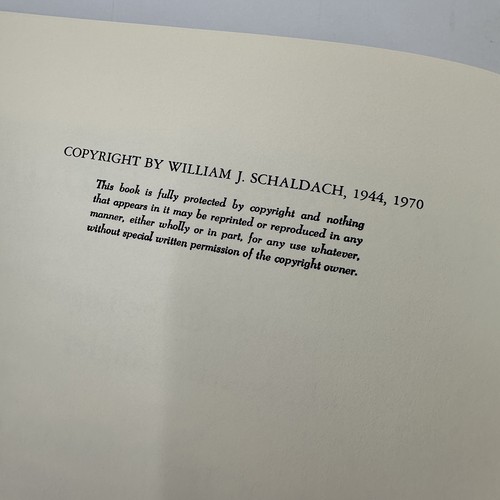 COPYRIGHT BY WILLIAM J. SCHALDACH, 1944, 1970
This book is fully protected by copyright and nothing
that appears in it may be reprinted or reproduced in any
manner, either wholly or in part, for any use whatever,
without special written permission of the copyright owner.